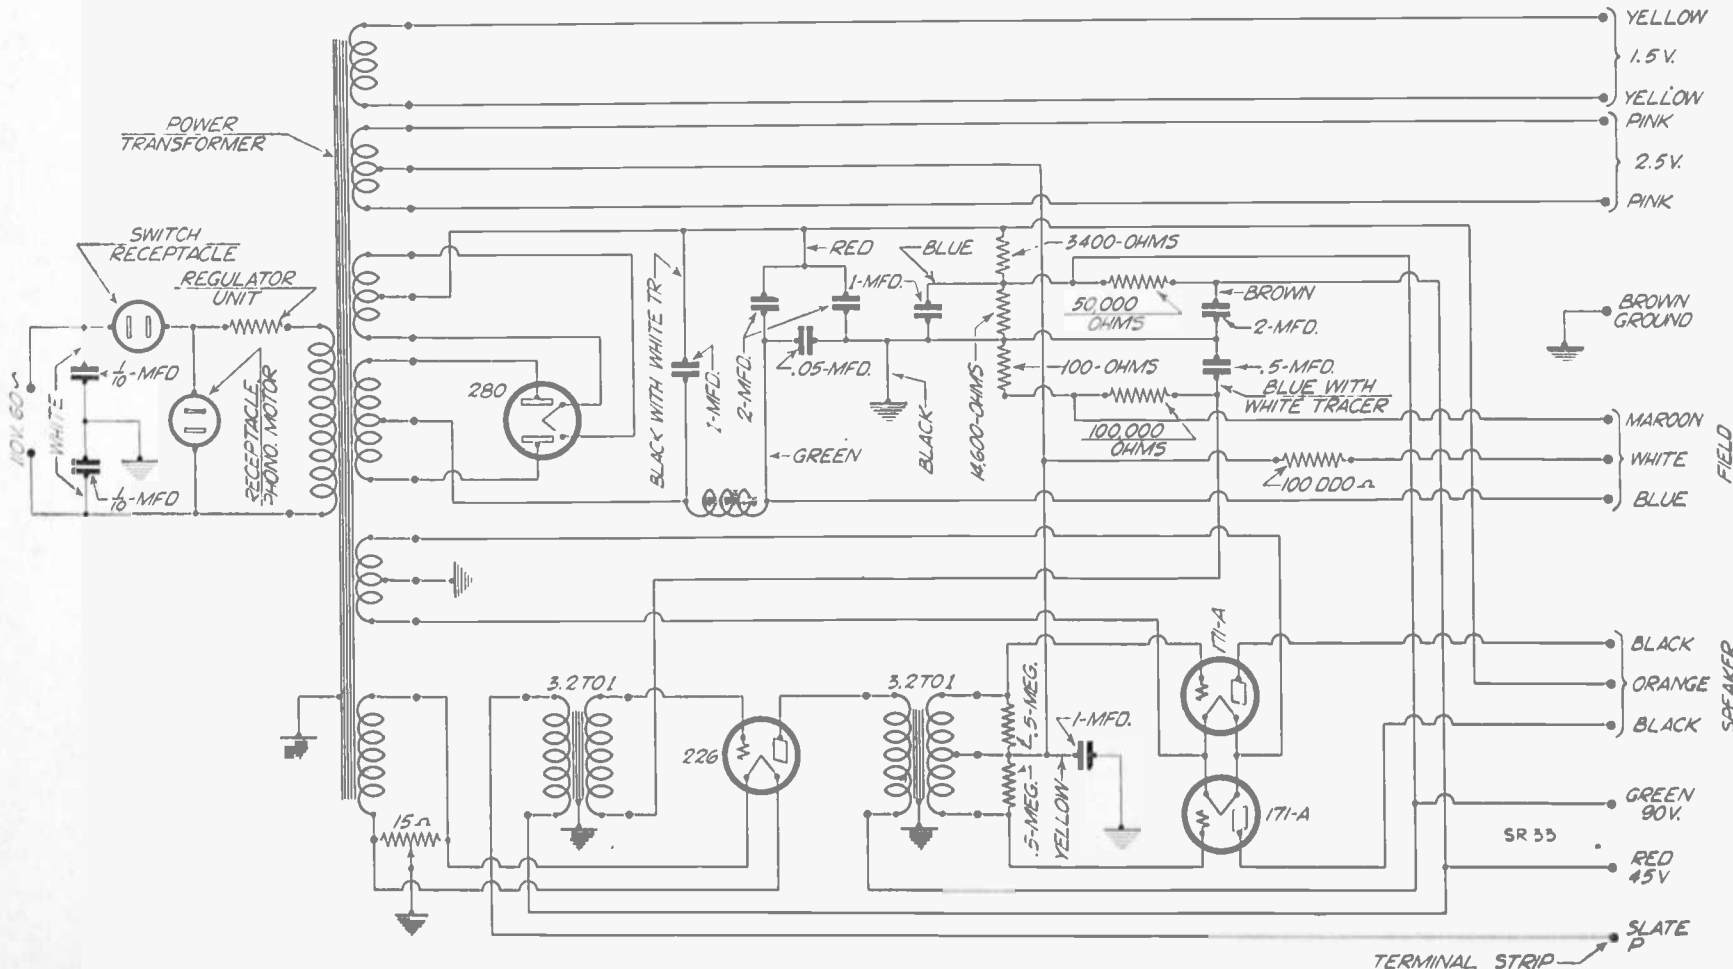 YELLOW
1.5 V.
YELLOW
PINK
2.5 V.
PINK
POWER
TRANSFORMER
SWITCH
RECEPTACLE
REGULATOR
UNIT
RED
BLUE
3400-OHMS
1-MFD.
50,000
OHMS
BROWN
2-MFD.
BROWN
GROUND
1/10-MFD
WHITE
110V. 60~
1/10-MFD
RECEPTACLE,
PHONO. MOTOR
280
BLACK WITH WHITE TR.
1-MFD.
2-MFD.
.05-MFD.
GREEN
BLACK
14,600-OHMS
100-OHMS
.5-MFD.
BLUE WITH
WHITE TRACER
100,000
OHMS
100 000 Ω
MAROON
WHITE
BLUE
FIELD
171-A
BLACK
ORANGE
BLACK
SPEAKER
3.2 TO 1
3.2 TO 1
226
.5-MEG.
1-MFD.
.5-MEG.
YELLOW
171-A
GREEN
90V.
SR 33
15 Ω
RED
45V
SLATE
P
TERMINAL STRIP